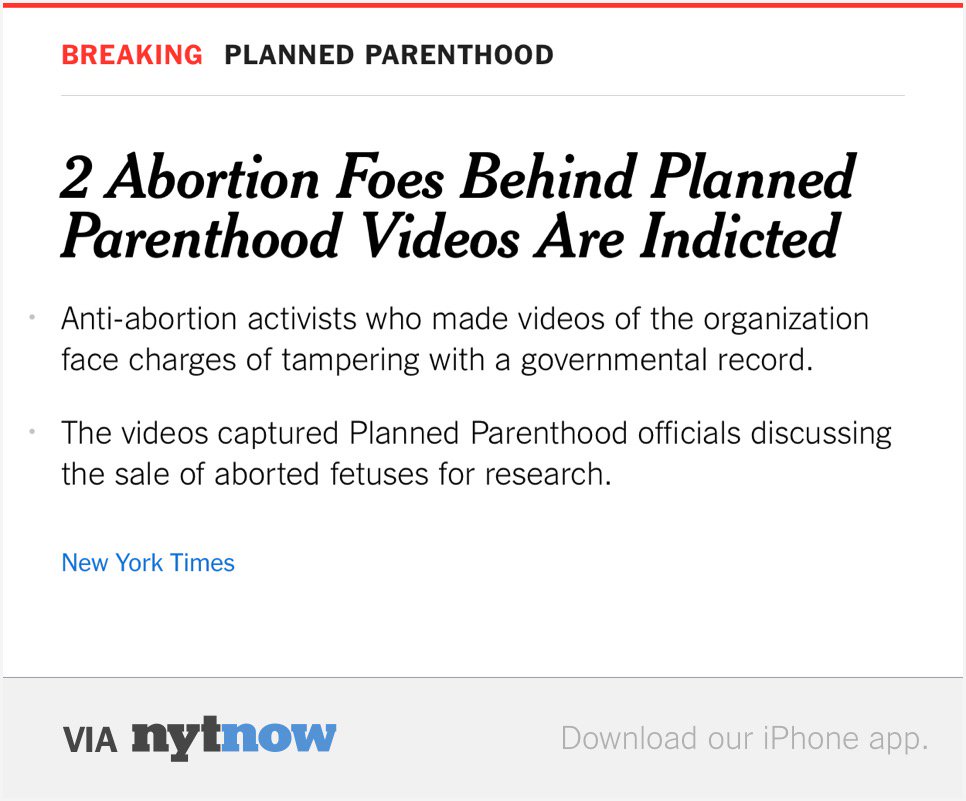 BREAKING PLANNED PARENTHOOD
2 Abortion Foes Behind Planned
Parenthood Videos Are Indicted
• Anti-abortion activists who made videos of the organization
face charges of tampering with a governmental record.
• The videos captured Planned Parenthood officials discussing
the sale of aborted fetuses for research.
New York Times
VIA nytnow Download our iPhone app.